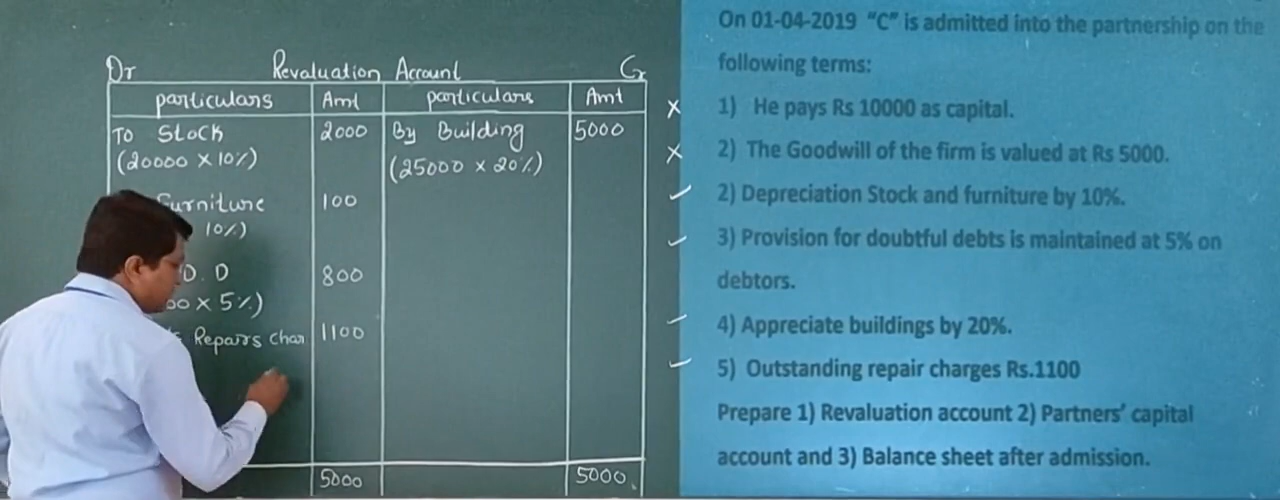 Dr Revaluation Account Cr
particulars Amt particulars Amt
To Stock 2000 By Building 5000
(20000 x 10%) (25000 x 20%)
Furniture 100
10%)
D.D 800
00 x 5%)
Repairs Char 1100
5000 5000
On 01-04-2019 "C" is admitted into the partnership on the
following terms:
x 1) He pays Rs 10000 as capital.
x 2) The Goodwill of the firm is valued at Rs 5000.
✓ 2) Depreciation Stock and furniture by 10%.
✓ 3) Provision for doubtful debts is maintained at 5% on
debtors.
✓ 4) Appreciate buildings by 20%.
✓ 5) Outstanding repair charges Rs.1100
Prepare 1) Revaluation account 2) Partners' capital
account and 3) Balance sheet after admission.